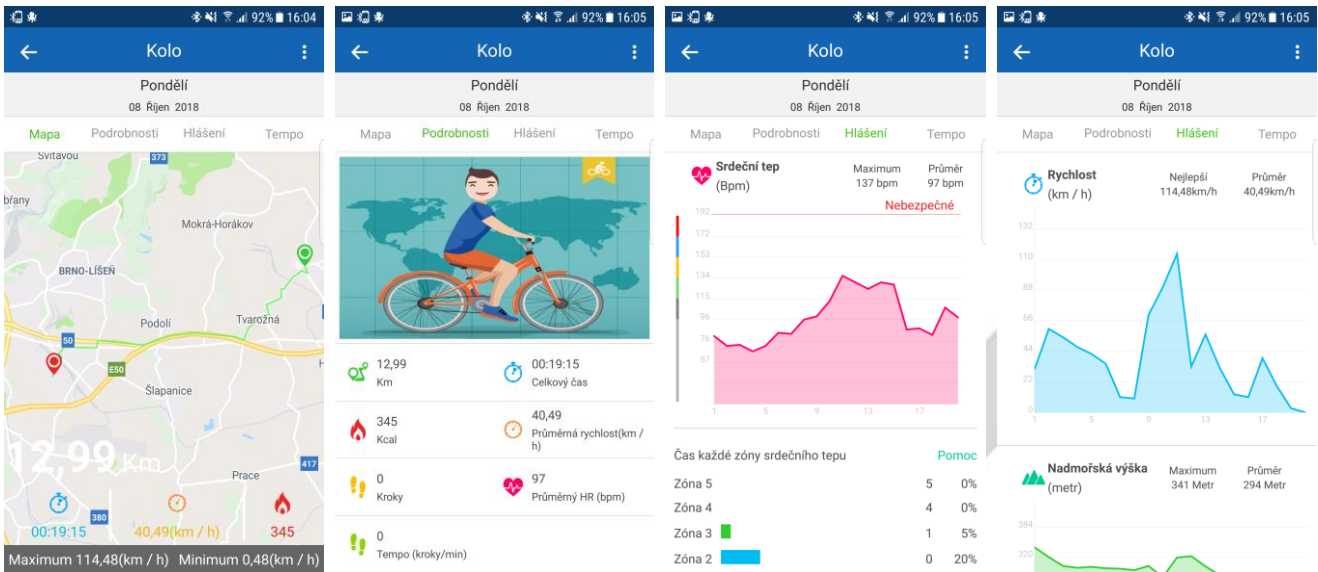 92% 16:04
Kolo
Pondělí
08 Říjen 2018
Mapa Podrobnosti Hlášení Tempo
Svitavou
373
Mokrá-Horákov
BRNO-LÍŠEŇ
Podolí
Tvarožná
50
E50
Šlapanice
12,99 Km
Prace
417
380
00:19:15 40,49(km / h) 345
Maximum 114,48(km / h) Minimum 0,48(km / h)
92% 16:05
Kolo
Pondělí
08 Říjen 2018
Mapa Podrobnosti Hlášení Tempo
12,99
Km
00:19:15
Celkový čas
345
Kcal
40,49
Průměrná rychlost(km /
h)
0
Kroky
97
Průměrný HR (bpm)
0
Tempo (kroky/min)
92% 16:05
Kolo
Pondělí
08 Říjen 2018
Mapa Podrobnosti Hlášení Tempo
Srdeční tep
(Bpm)
Maximum
137 bpm
Průměr
97 bpm
Nebezpečné
192
172
153
134
115
96
76
57
1 5 9 13 17
Čas každé zóny srdečního tepu Pomoc
Zóna 5 5 0%
Zóna 4 4 0%
Zóna 3 1 5%
Zóna 2 0 20%
92% 16:05
Kolo
Pondělí
08 Říjen 2018
Mapa Podrobnosti Hlášení Tempo
Rychlost
(km / h)
Nejlepší
114,48km/h
Průměr
40,49km/h
132
110
88
66
44
22
0
1 5 9 13 17
Nadmořská výška
(metr)
Maximum
341 Metr
Průměr
294 Metr
384
320